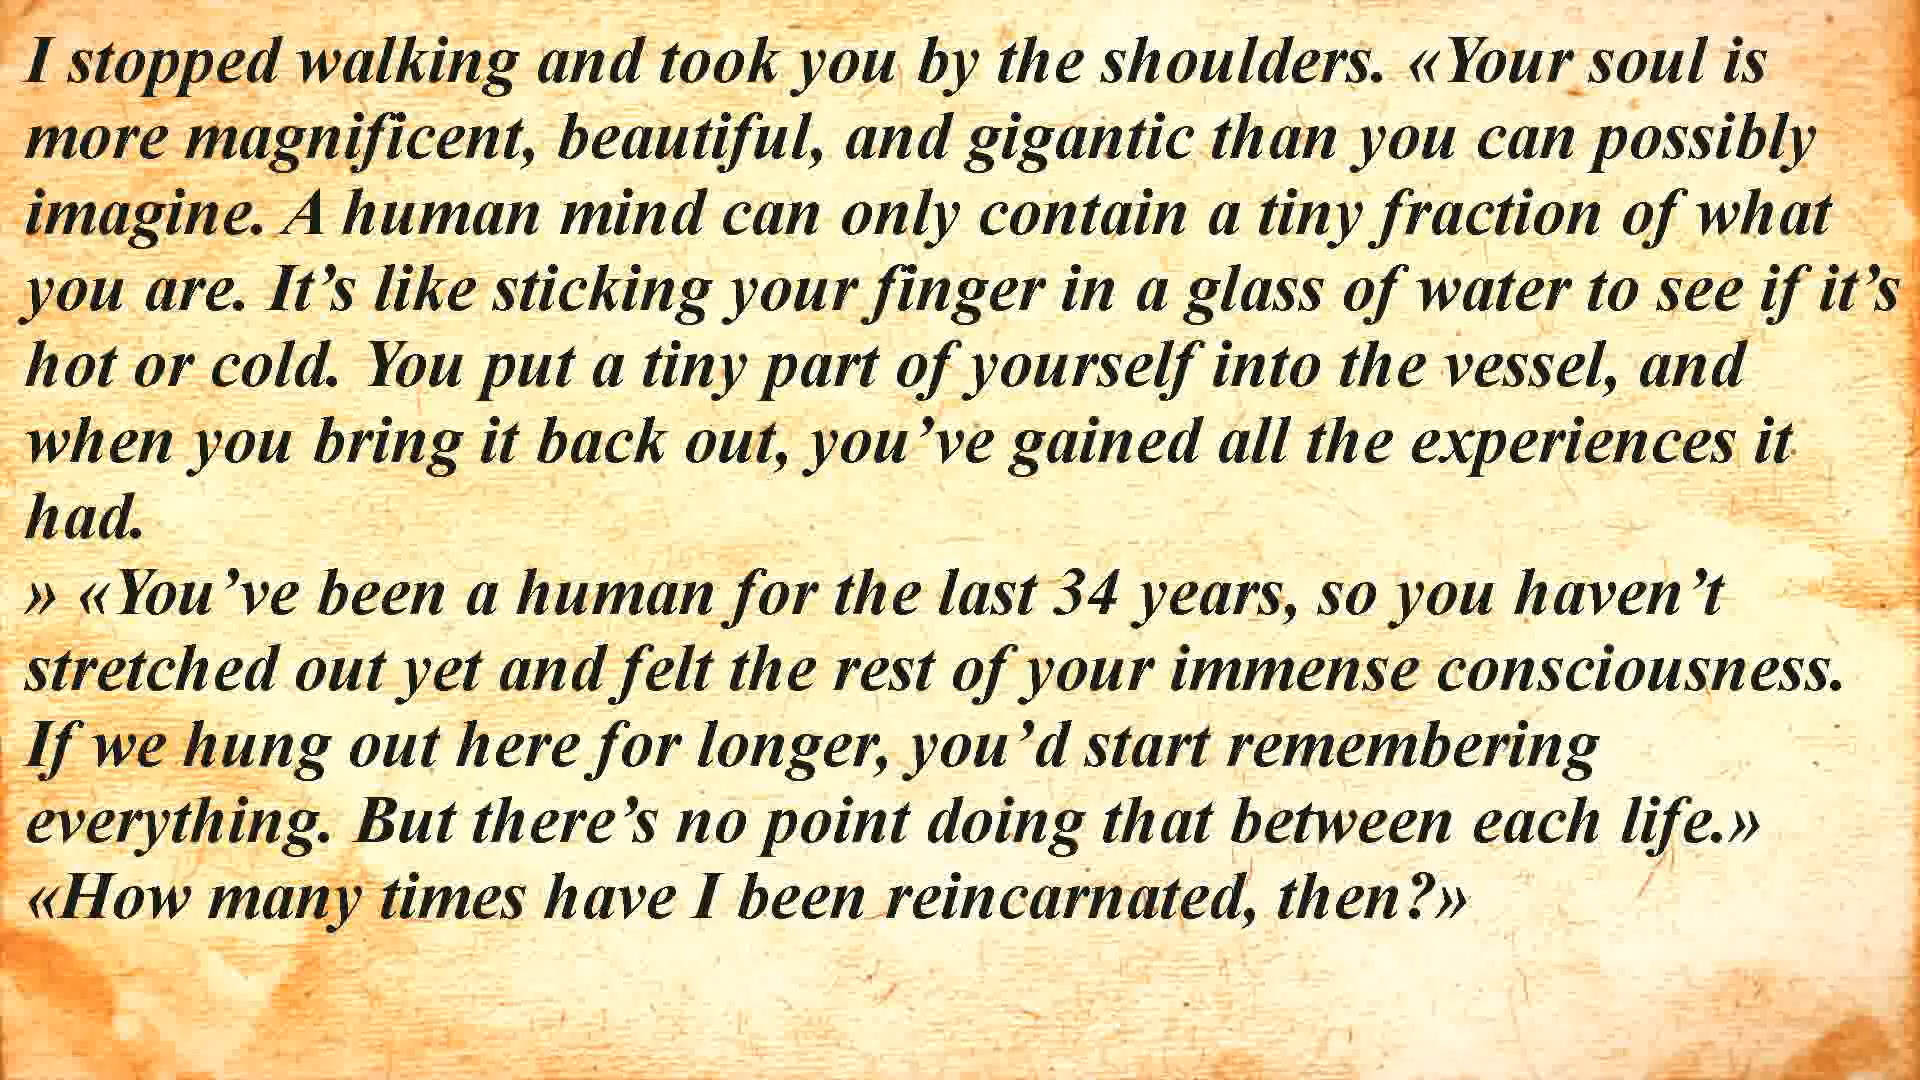 I stopped walking and took you by the shoulders. «Your soul is
more magnificent, beautiful, and gigantic than you can possibly
imagine. A human mind can only contain a tiny fraction of what
you are. It’s like sticking your finger in a glass of water to see if it’s
hot or cold. You put a tiny part of yourself into the vessel, and
when you bring it back out, you’ve gained all the experiences it
had.
» «You’ve been a human for the last 34 years, so you haven’t
stretched out yet and felt the rest of your immense consciousness.
If we hung out here for longer, you’d start remembering
everything. But there’s no point doing that between each life.»
«How many times have I been reincarnated, then?»